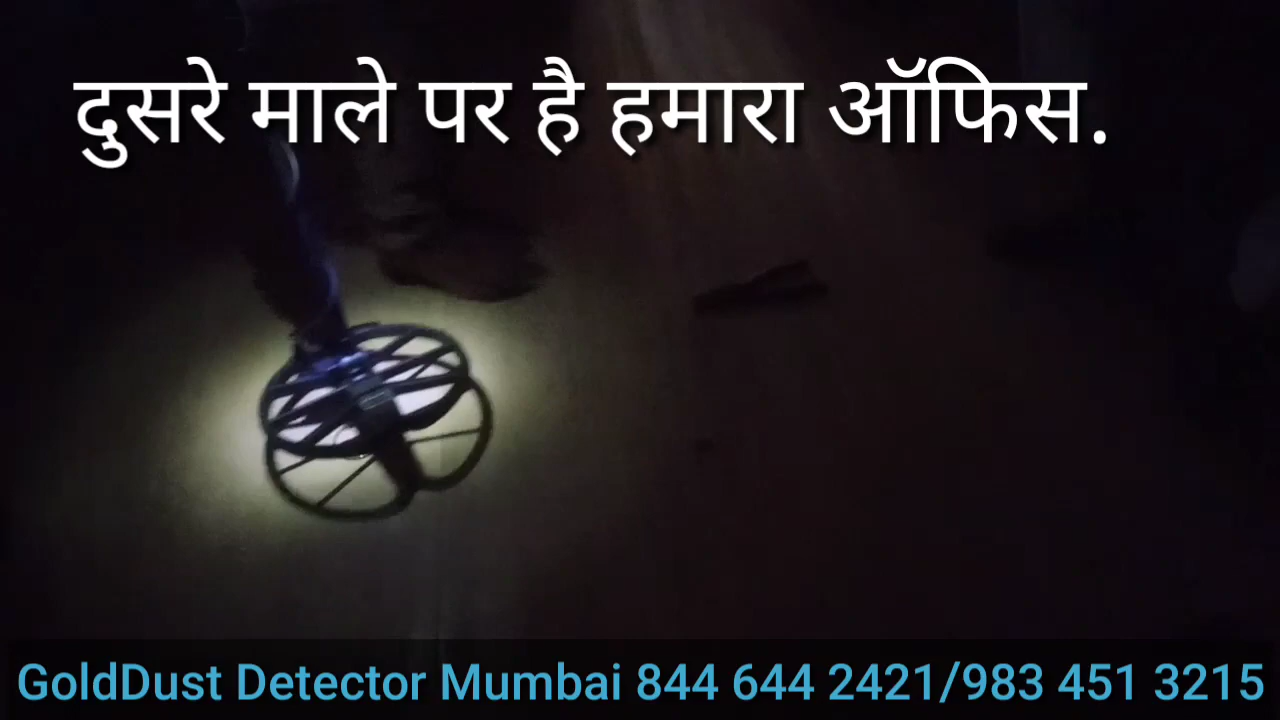 दुसरे माले पर है हमारा ऑफिस.
GoldDust Detector Mumbai 844 644 2421/983 451 3215